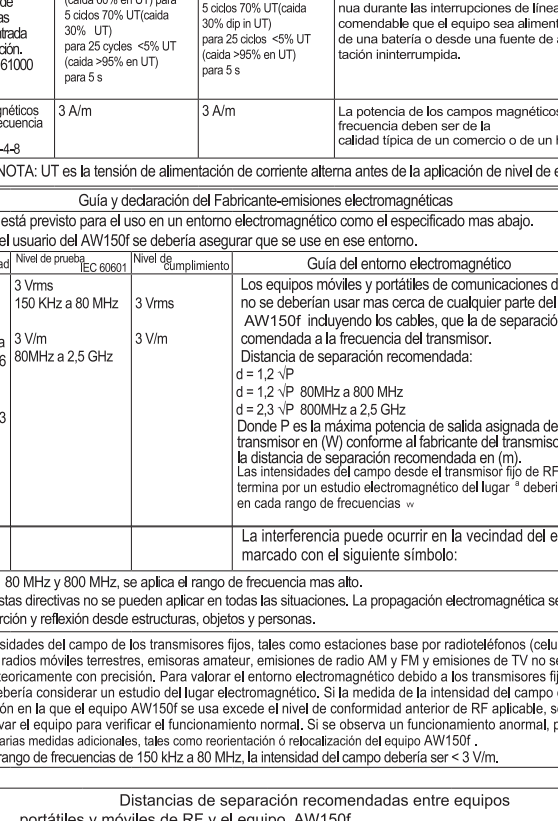 de
as
ntrada
ción.
61000
(caida 60% en UT) para
5 ciclos 70% UT(caida
30% UT)
para 25 cycles <5% UT
(caida >95% en UT)
para 5 s
5 ciclos 70% UT(caida
30% dip in UT)
para 25 ciclos <5% UT
(caida >95% en UT)
para 5 s
nua durante las interrupciones de línea
comendable que el equipo sea aliment
de una batería o desde una fuente de a
tación ininterrumpida.
gnéticos
ecuencia
-4-8
3 A/m
3 A/m
La potencia de los campos magnéticos
frecuencia deben ser de la
calidad típica de un comercio o de un h
NOTA: UT es la tensión de alimentación de corriente alterna antes de la aplicación de nivel de e
Guía y declaración del Fabricante-emisiones electromagnéticas
está previsto para el uso en un entorno electromagnético como el especificado mas abajo.
el usuario del AW150f se debería asegurar que se use en ese entorno.
ad
Nivel de prueba
IEC 60601
Nivel de
cumplimiento
Guía del entorno electromagnético
a
6
3
3 Vrms
150 KHz a 80 MHz
3 V/m
80MHz a 2,5 GHz
3 Vrms
3 V/m
Los equipos móviles y portátiles de comunicaciones d
no se deberían usar mas cerca de cualquier parte del
AW150f incluyendo los cables, que la de separació
comendada a la frecuencia del transmisor.
Distancia de separación recomendada:
d = 1,2 √P
d = 1,2 √P 80MHz a 800 MHz
d = 2,3 √P 800MHz a 2,5 GHz
Donde P es la máxima potencia de salida asignada de
transmisor en (W) conforme al fabricante del transmiso
la distancia de separación recomendada en (m).
Las intensidades del campo desde el transmisor fijo de RF
termina por un estudio electromagnético del lugar ª deberi
en cada rango de frecuencias w
La interferencia puede ocurrir en la vecindad del e
marcado con el siguiente símbolo:
80 MHz y 800 MHz, se aplica el rango de frecuencia mas alto.
stas directivas no se pueden aplicar en todas las situaciones. La propagación electromagnética se
rción y reflexión desde estructuras, objetos y personas.
sidades del campo de los transmisores fijos, tales como estaciones base por radioteléfonos (celu
radios móviles terrestres, emisoras amateur, emisiones de radio AM y FM y emisiones de TV no se
teoricamente con precisión. Para valorar el entorno electromagnético debido a los transmisores fij
ebería considerar un estudio del lugar electromagnético. Si la medida de la intensidad del campo e
ión en la que el equipo AW150f se usa excede el nivel de conformidad anterior de RF aplicable, s
var el equipo para verificar el funcionamiento normal. Si se observa un funcionamiento anormal, p
arias medidas adicionales, tales como reorientación ó relocalización del equipo AW150f .
rango de frecuencias de 150 kHz a 80 MHz, la intensidad del campo debería ser < 3 V/m.
Distancias de separación recomendadas entre equipos
portátiles y móviles de RF y el equipo AW150f